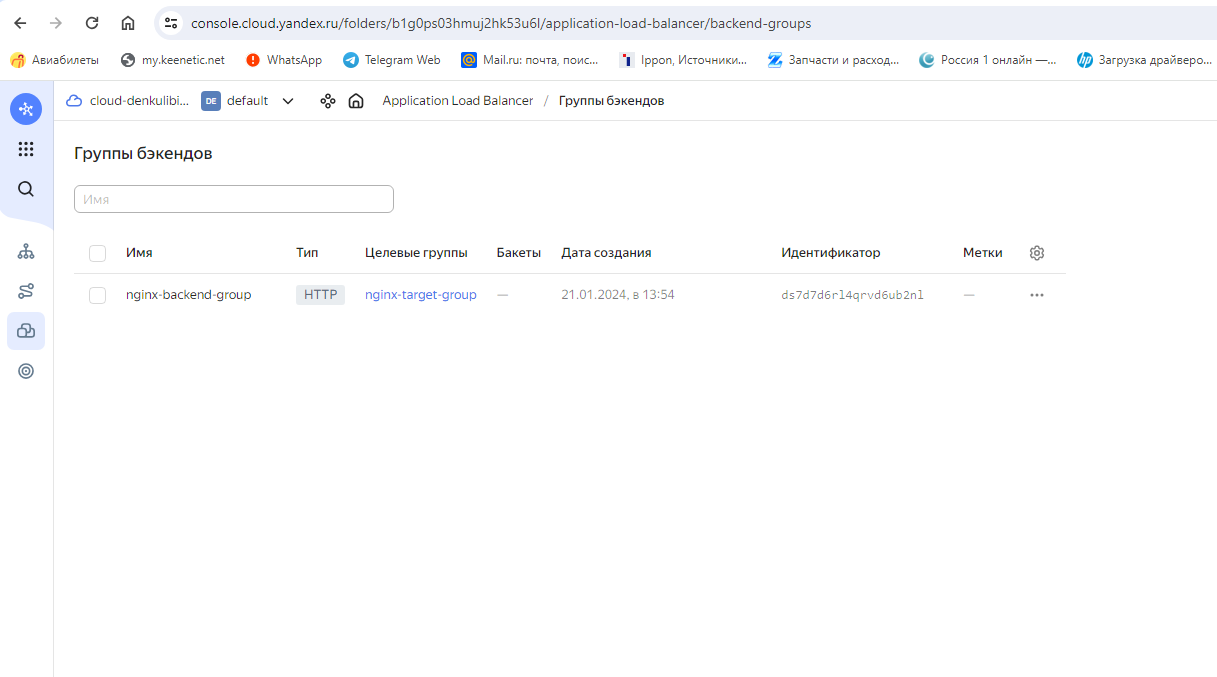 console.cloud.yandex.ru/folders/b1g0ps03hmuj2hk53u6l/application-load-balancer/backend-groups
Авиабилеты my.keenetic.net WhatsApp Telegram Web Mail.ru: почта, поис... Ippon, Источники... Запчасти и расход... Россия 1 онлайн —... Загрузка драйверо...
cloud-denkulibi... DE default Application Load Balancer / Группы бэкендов
Группы бэкендов
Имя
Имя Тип Целевые группы Бакеты Дата создания Идентификатор Метки
nginx-backend-group HTTP nginx-target-group — 21.01.2024, в 13:54 ds7d7d6rl4qrvd6ub2nl —